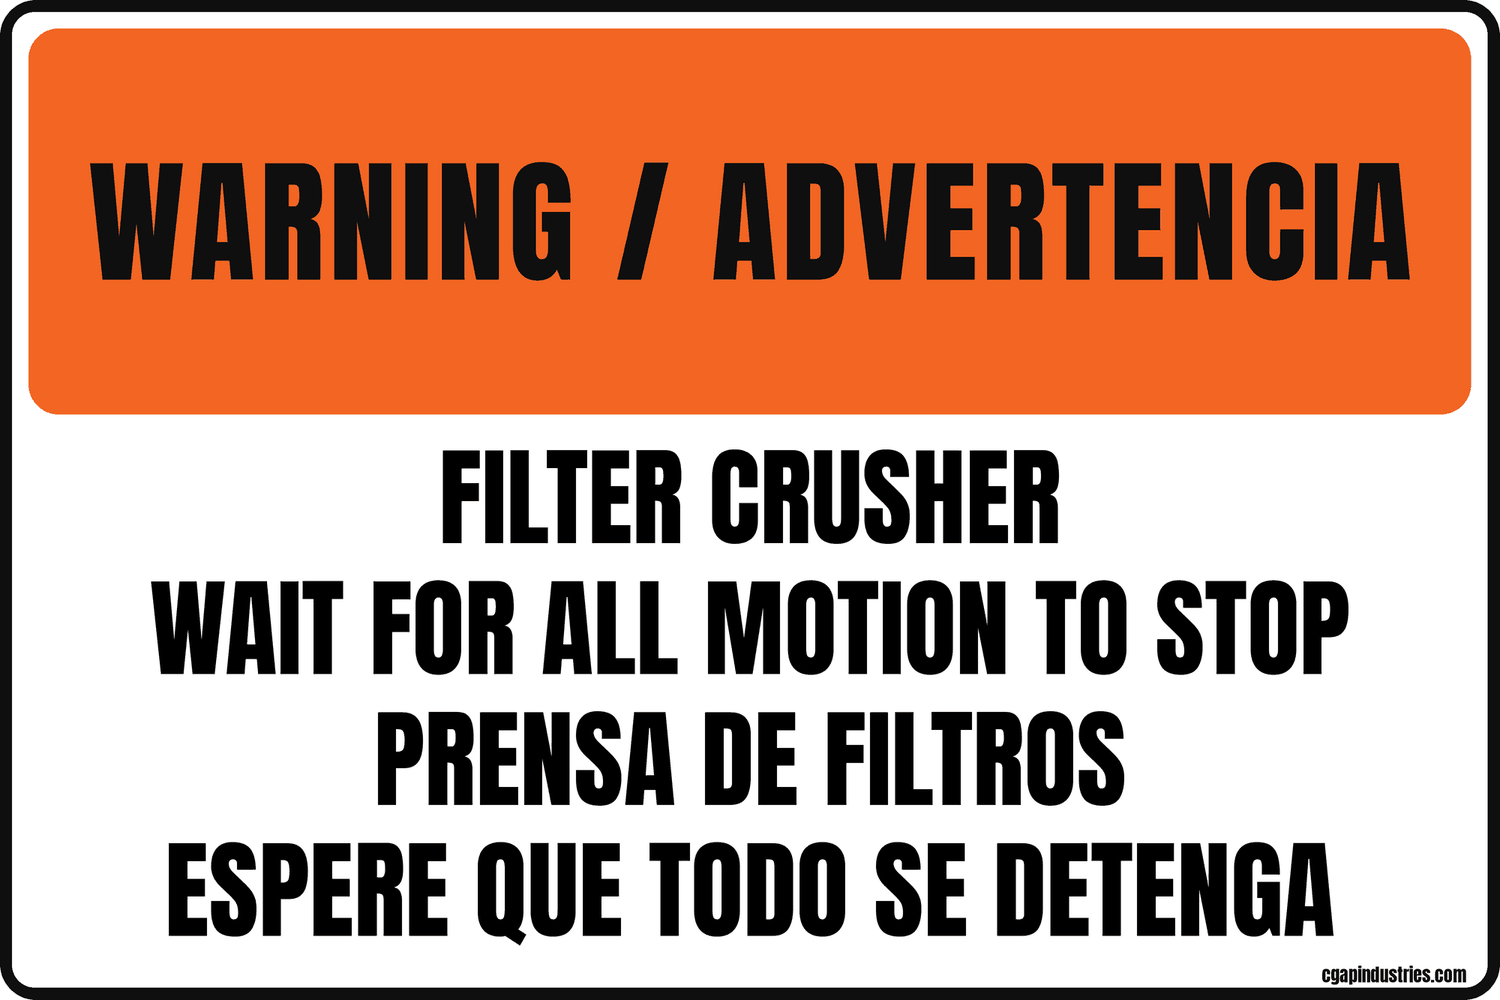 WARNING / ADVERTENCIA
FILTER CRUSHER
WAIT FOR ALL MOTION TO STOP
PRENSA DE FILTROS
ESPERE QUE TODO SE DETENGA
cgapindustries.com